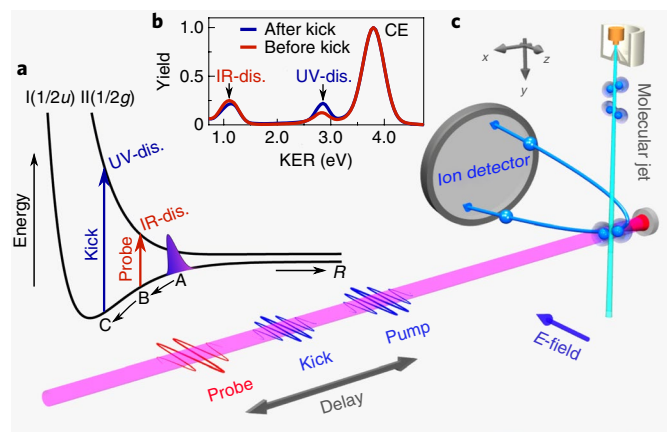 a
I(1/2u) II(1/2g)
UV-dis.
IR-dis.
Energy
Kick
Probe
A
B
C
R
b
After kick
Before kick
CE
IR-dis.
UV-dis.
Yield
1.0
0.5
0
1.0
2.0
3.0
4.0
KER (eV)
c
x
z
y
Molecular jet
Ion detector
E-field
Pump
Kick
Probe
Delay